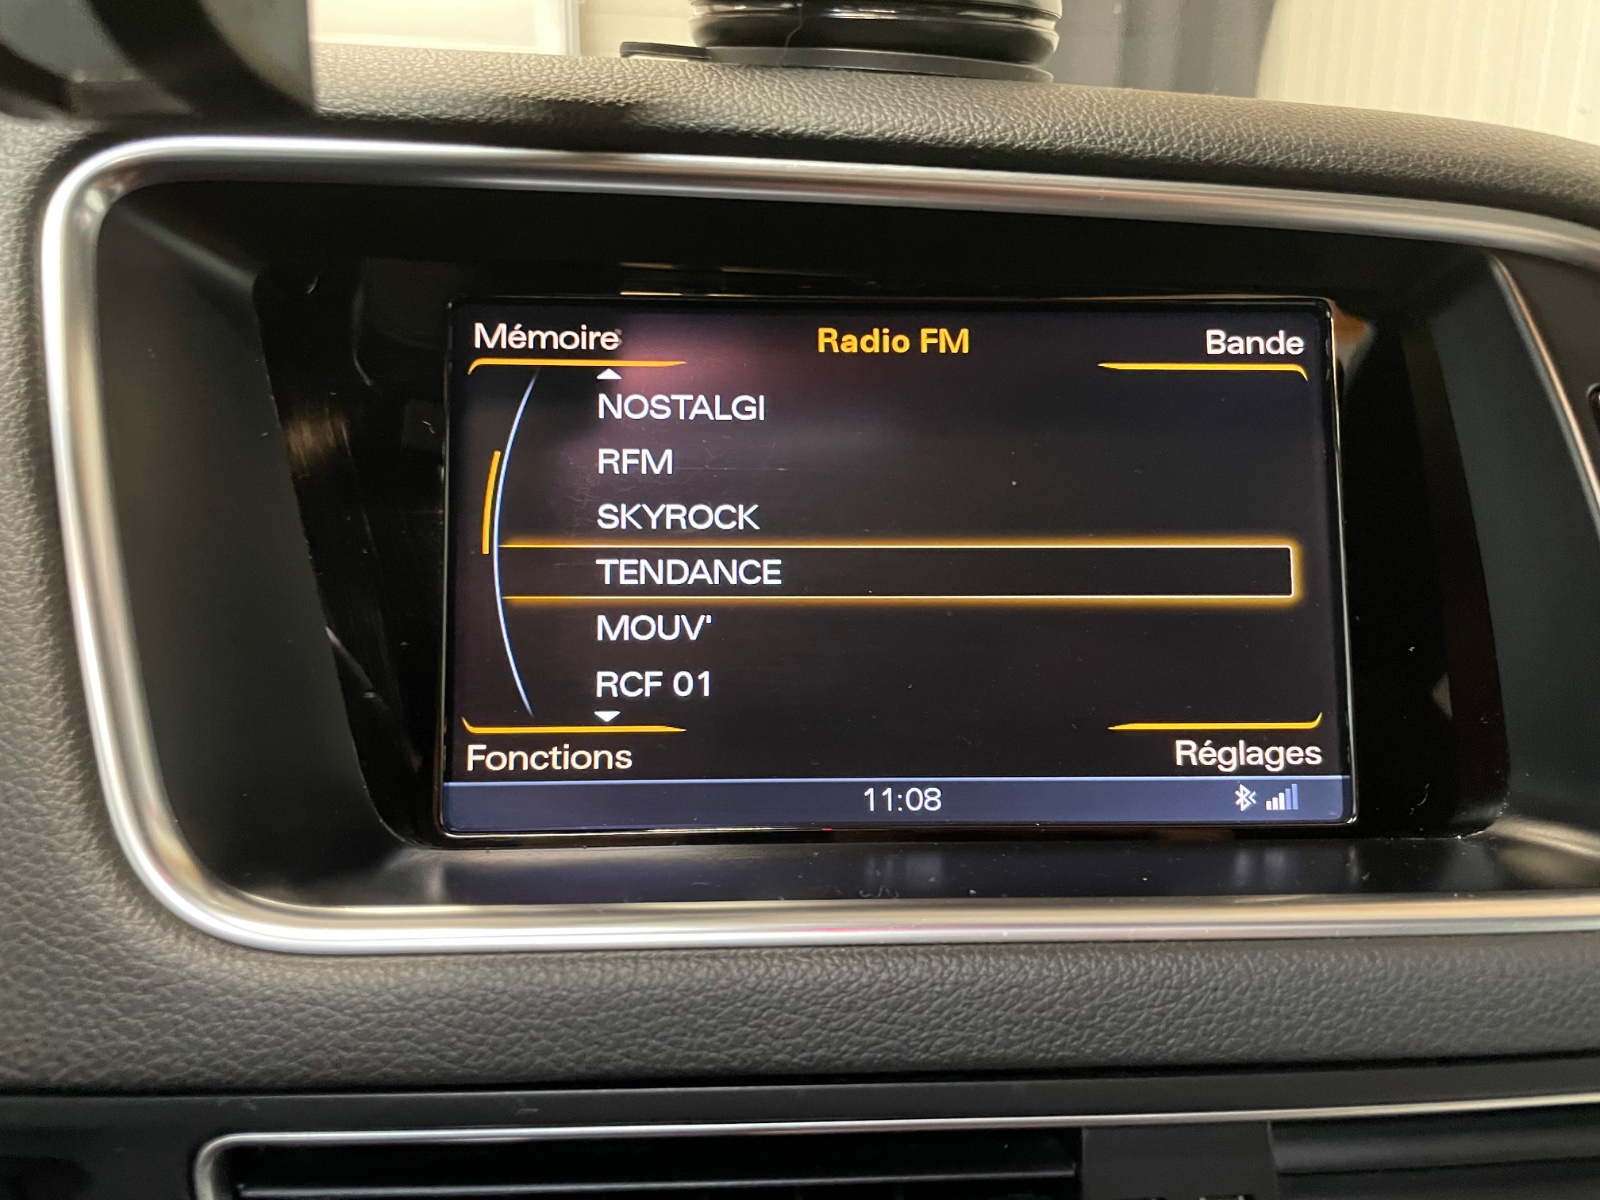 Mémoire Radio FM Bande
NOSTALGI
RFM
SKYROCK
TENDANCE
MOUV'
RCF 01
Fonctions Réglages
11:08